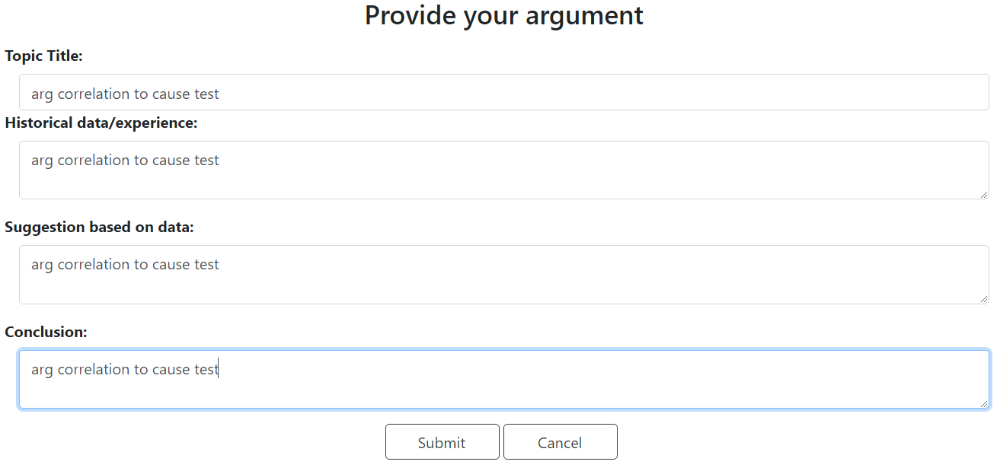 Provide your argument
Topic Title:
arg correlation to cause test
Historical data/experience:
arg correlation to cause test
Suggestion based on data:
arg correlation to cause test
Conclusion:
arg correlation to cause test
Submit Cancel